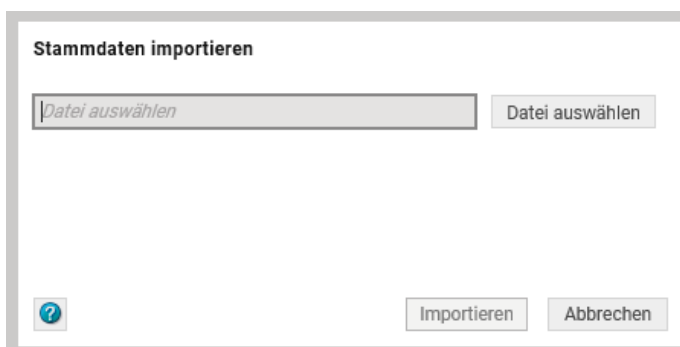 Stammdaten importieren
Datei auswählen
Datei auswählen
?
Importieren
Abbrechen